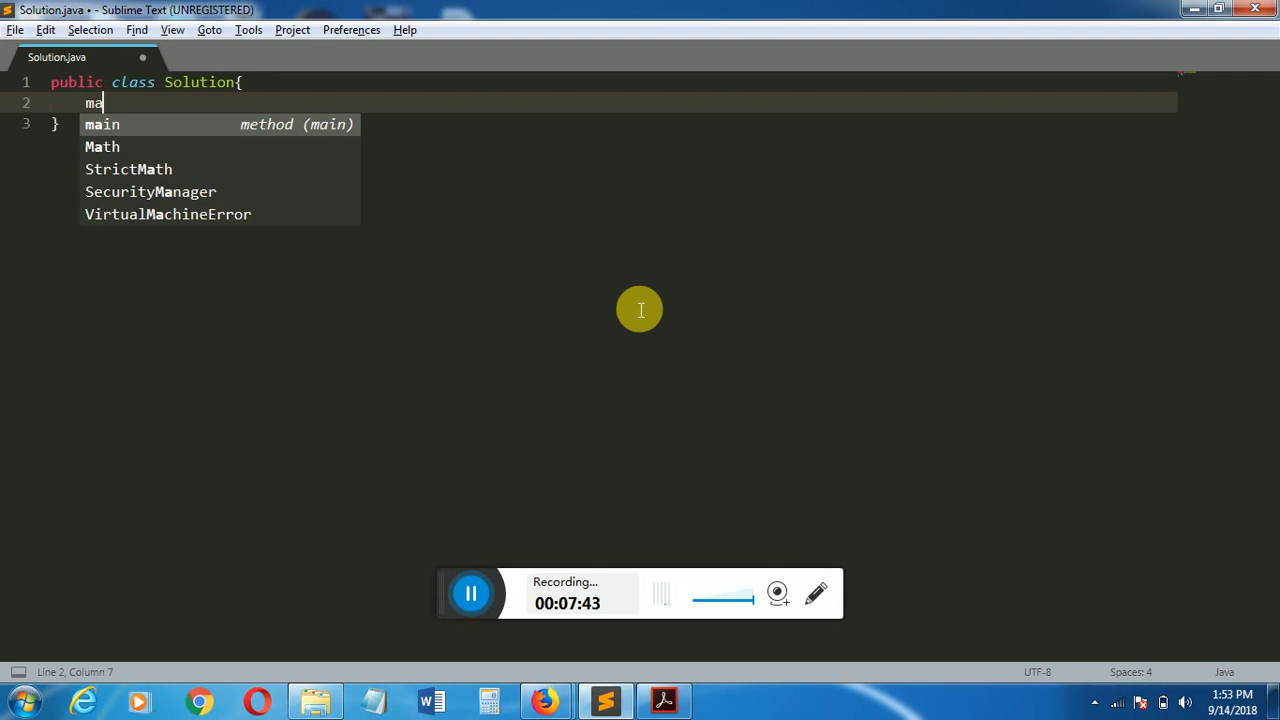 Solution.java • - Sublime Text (UNREGISTERED)
File Edit Selection Find View Goto Tools Project Preferences Help
Solution.java
1 public class Solution{
2 ma
3 }
main method (main)
Math
StrictMath
SecurityManager
VirtualMachineError
Recording...
00:07:43
Line 2, Column 7 UTF-8 Spaces: 4 Java
1:53 PM
9/14/2018